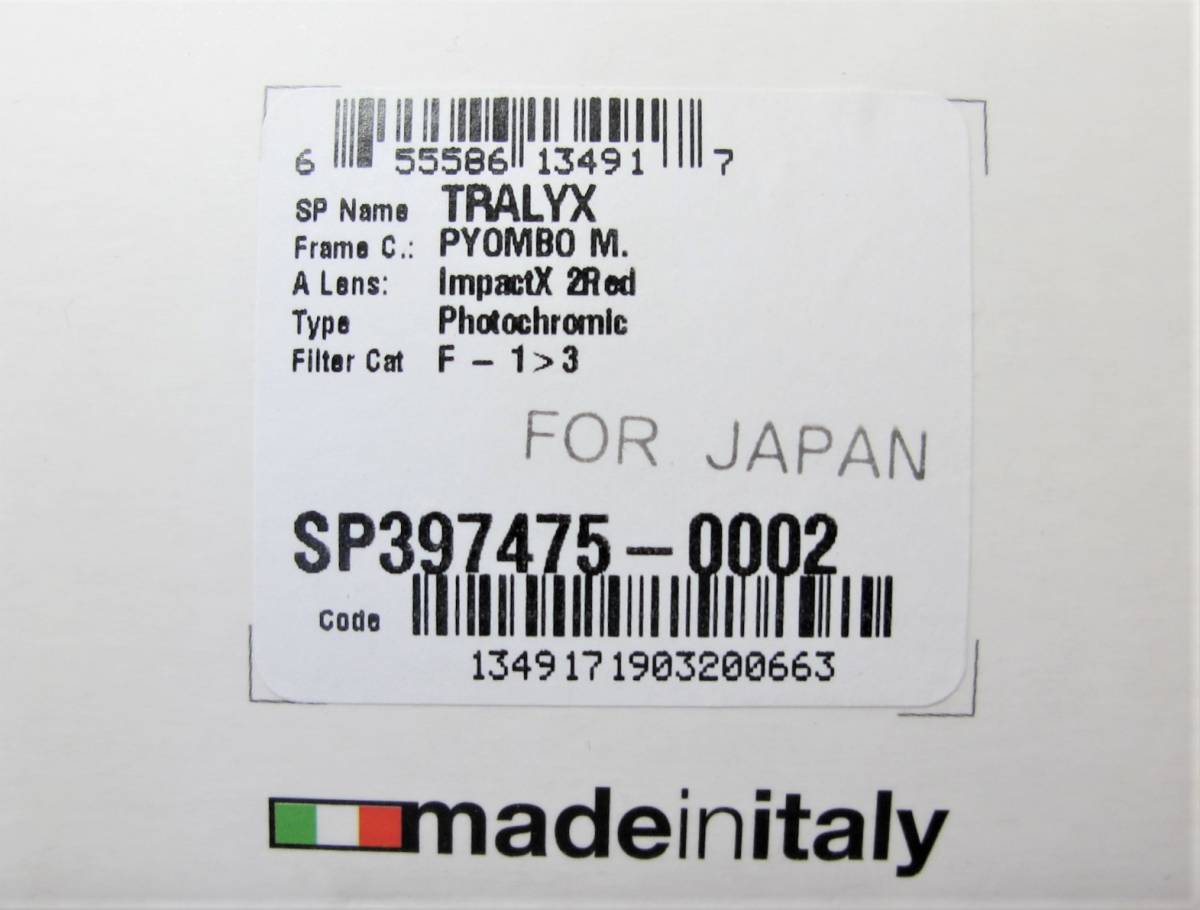 6 55586 13491 7
SP Name TRALYX
Frame C.: PYOMBO M.
A Lens: ImpactX 2Red
Type Photochromic
Filter Cat F - 1>3
FOR JAPAN
SP397475-0002
Code
1349171903200663
madeinitaly